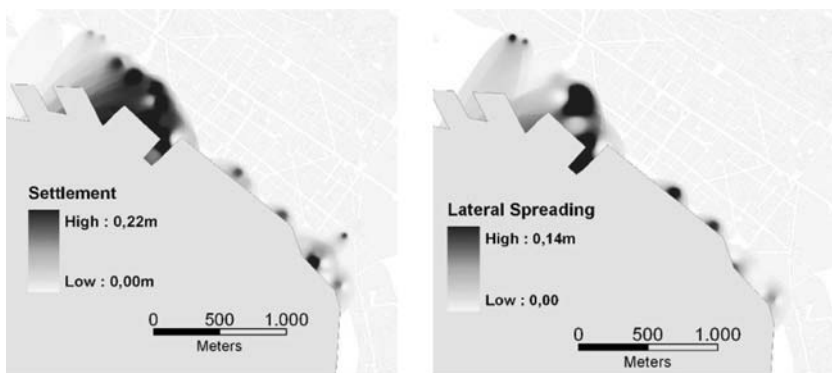 Settlement
High : 0,22m
Low : 0,00m
0 500 1.000
Meters
Lateral Spreading
High : 0,14m
Low : 0,00
0 500 1.000
Meters